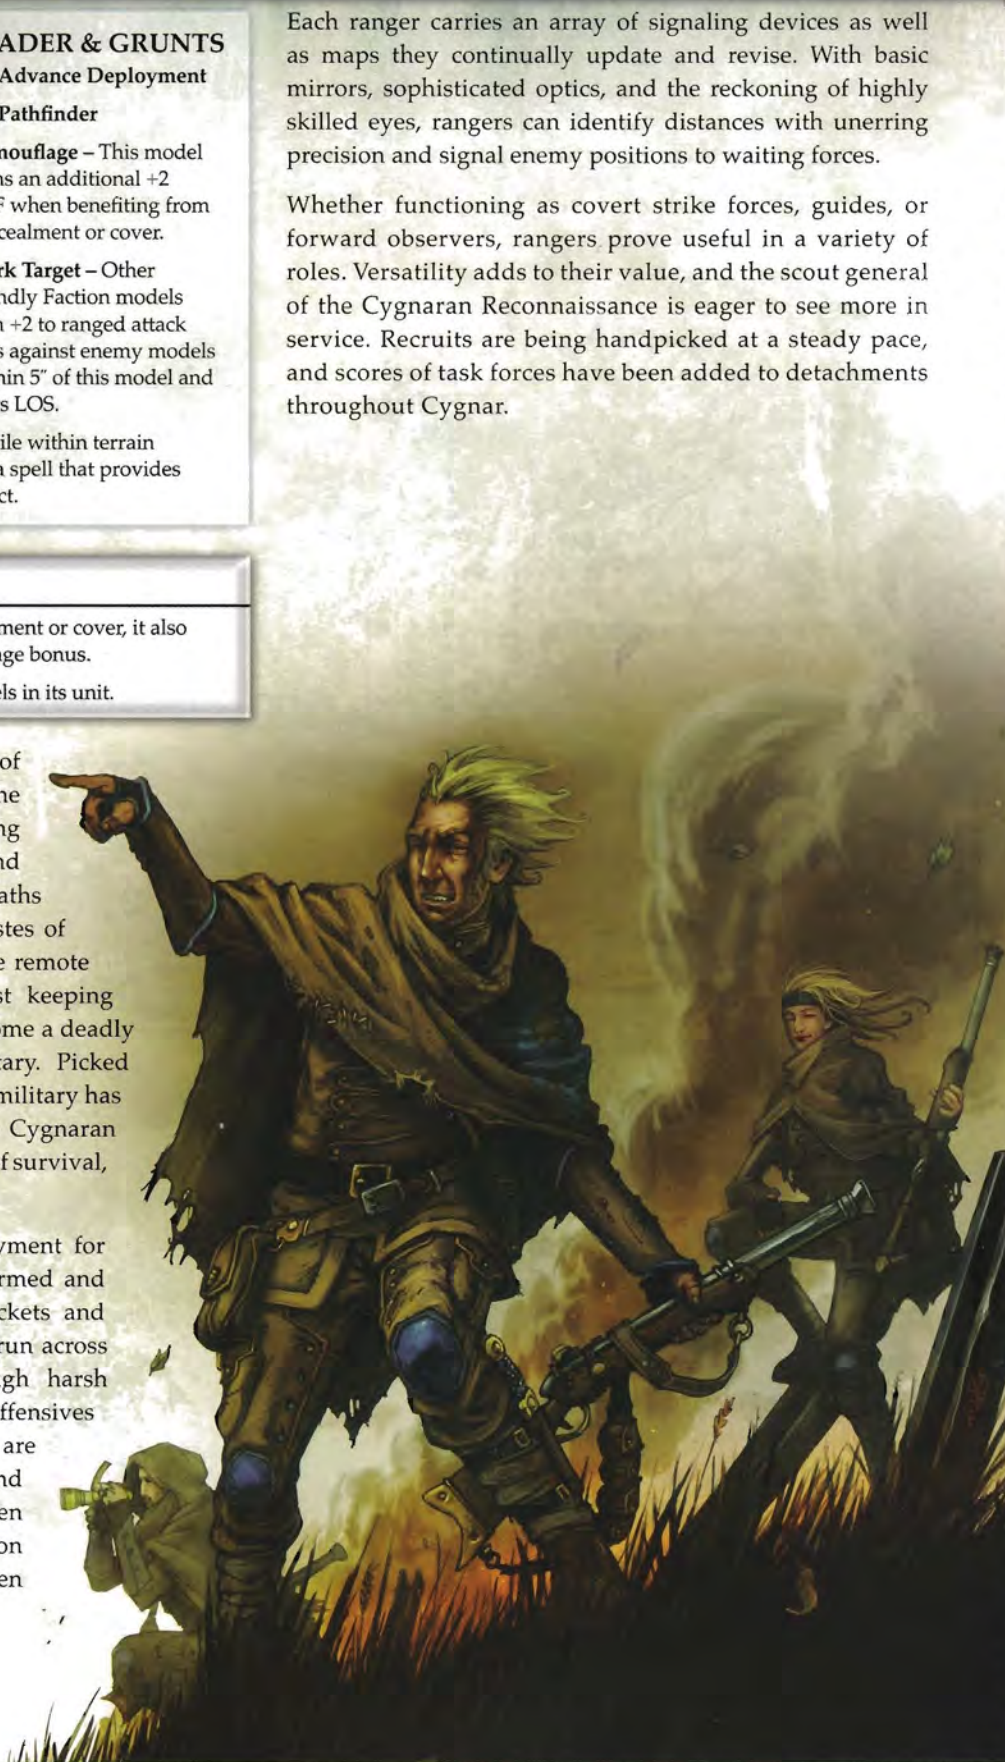 ADER & GRUNTS
Advance Deployment
Pathfinder
mouflage – This model
ns an additional +2
F when benefiting from
cealment or cover.
rk Target – Other
ndly Faction models
n +2 to ranged attack
s against enemy models
hin 5″ of this model and
s LOS.
ile within terrain
a spell that provides
ct.
ment or cover, it also
age bonus.
els in its unit.
of
he
ng
nd
aths
stes of
e remote
st keeping
ome a deadly
tary. Picked
military has
Cygnaran
f survival,
yment for
rmed and
ckets and
run across
gh harsh
ffensives
are
nd
en
on
en
Each ranger carries an array of signaling devices as well
as maps they continually update and revise. With basic
mirrors, sophisticated optics, and the reckoning of highly
skilled eyes, rangers can identify distances with unerring
precision and signal enemy positions to waiting forces.
Whether functioning as covert strike forces, guides, or
forward observers, rangers prove useful in a variety of
roles. Versatility adds to their value, and the scout general
of the Cygnaran Reconnaissance is eager to see more in
service. Recruits are being handpicked at a steady pace,
and scores of task forces have been added to detachments
throughout Cygnar.